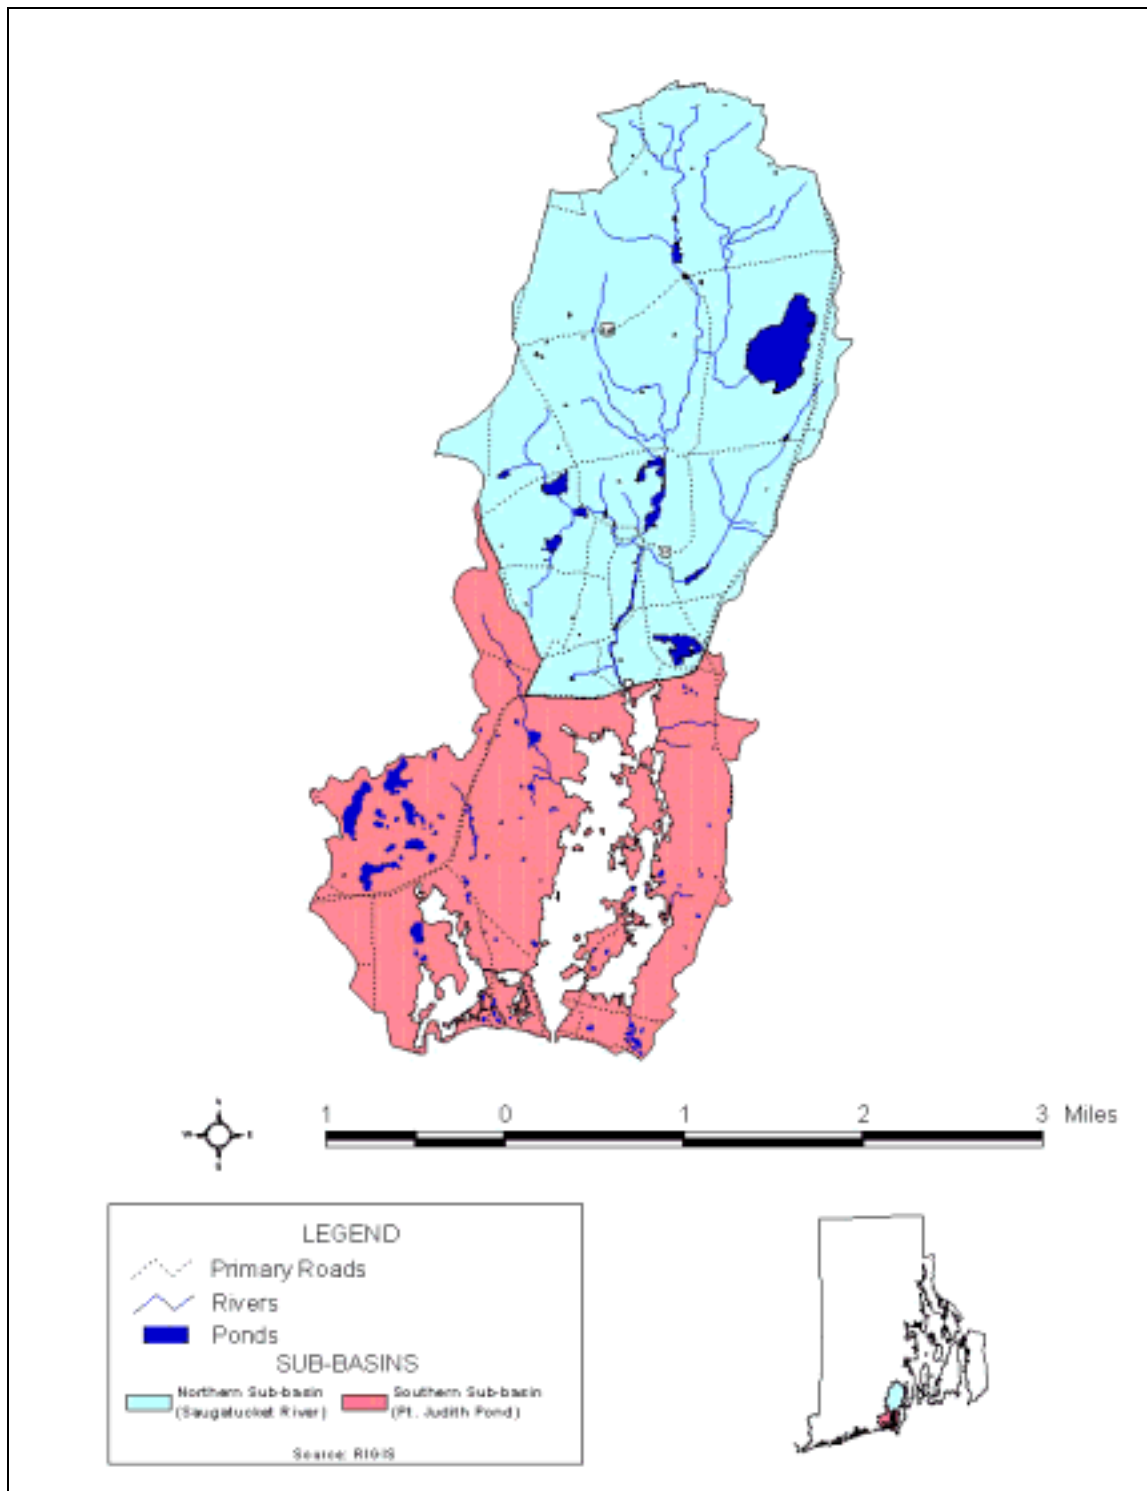 N
W E
S
1 0 1 2 3 Miles
LEGEND
Primary Roads
Rivers
Ponds
SUB-BASINS
Northern Sub-basin
(Saugatucket River)
Southern Sub-basin
(Pt. Judith Pond)
Source: RIGIS